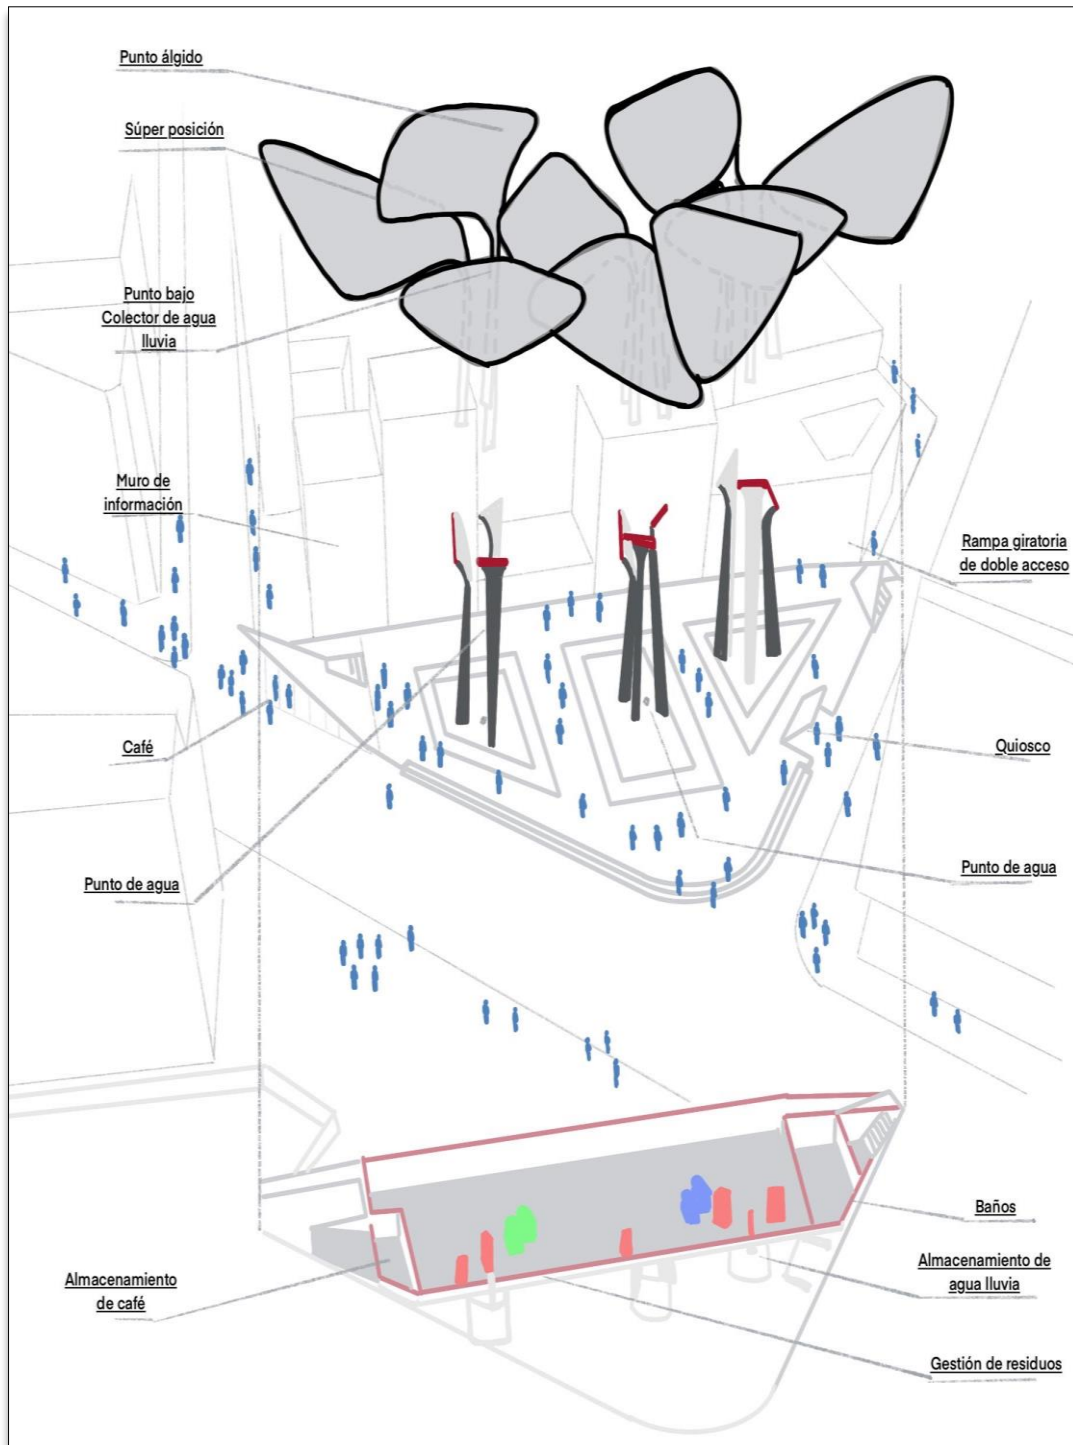 Punto álgido
Súper posición
Punto bajo
Colector de agua
lluvia
Muro de
información
Rampa giratoria
de doble acceso
Café
Quiosco
Punto de agua
Punto de agua
Baños
Almacenamiento
de café
Almacenamiento de
agua lluvia
Gestión de residuos